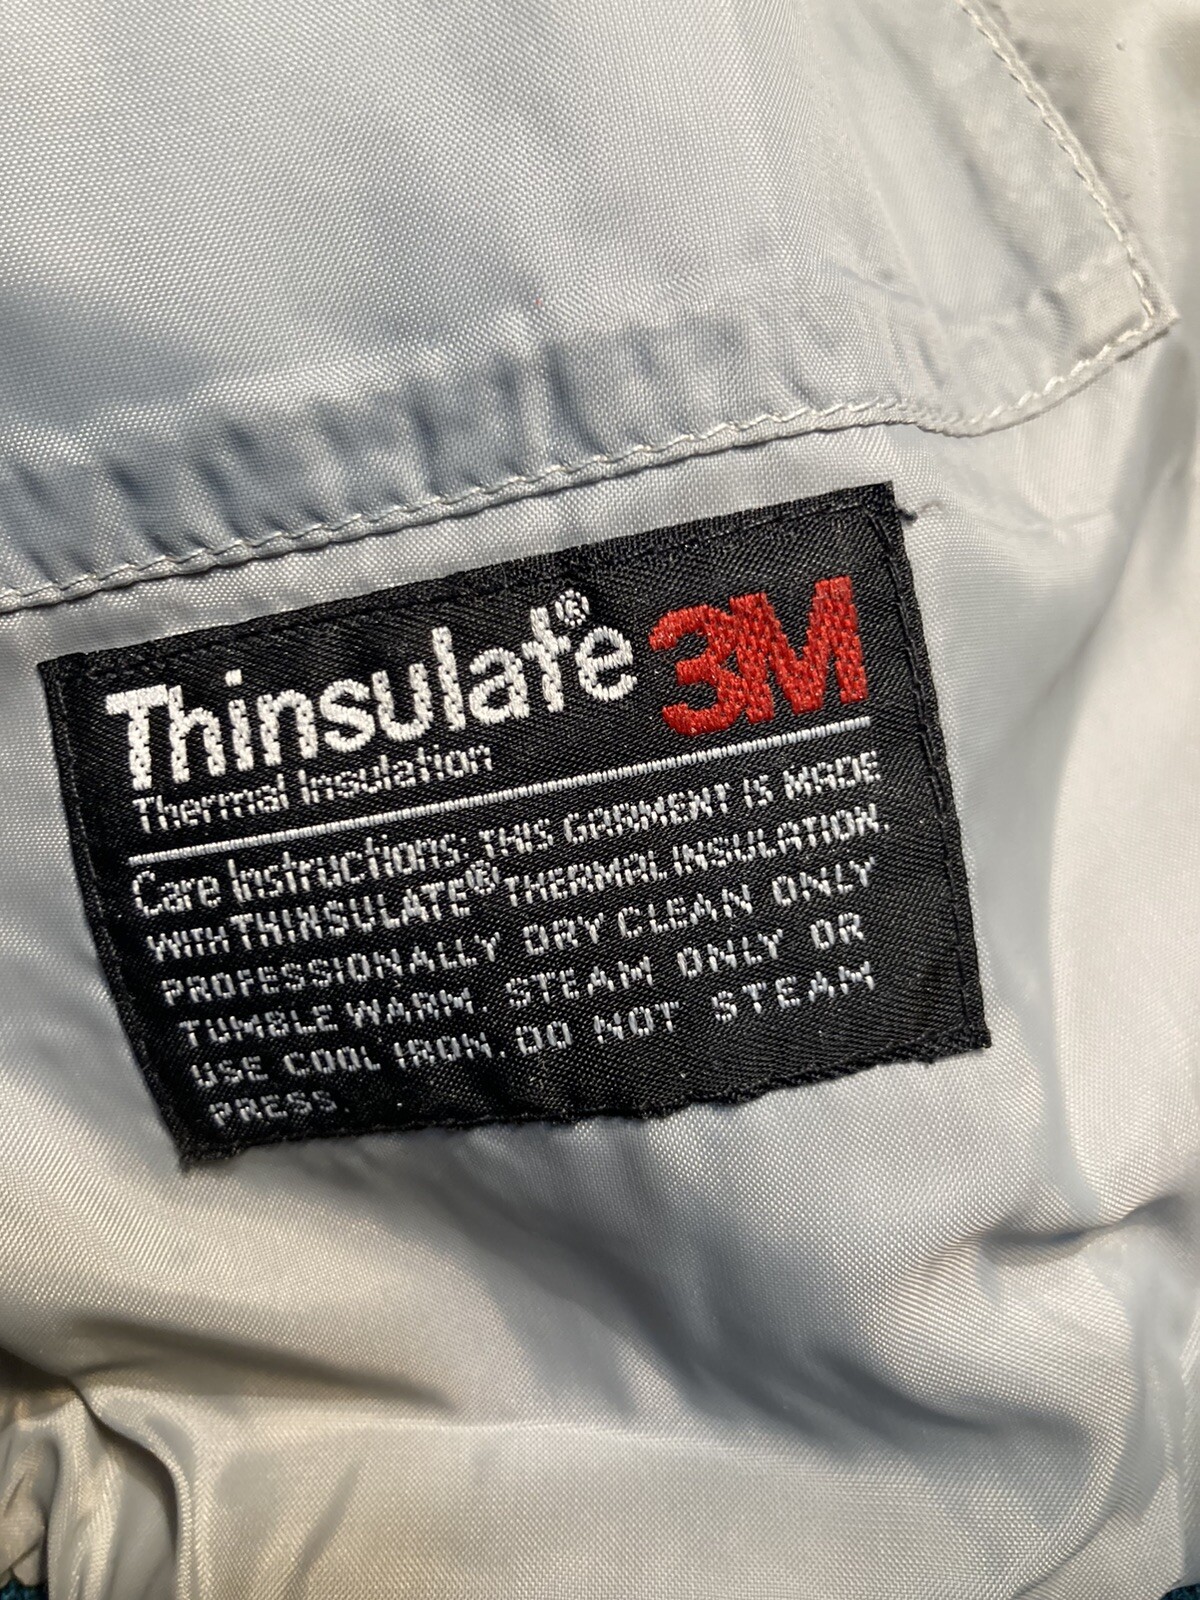 Thinsulate® 3M
Thermal Insulation
Care Instructions: THIS GARMENT IS MADE
WITH THINSULATE® THERMAL INSULATION.
PROFESSIONALLY DRY CLEAN ONLY
TUMBLE WARM. STEAM ONLY OR
USE COOL IRON. DO NOT STEAM
PRESS.